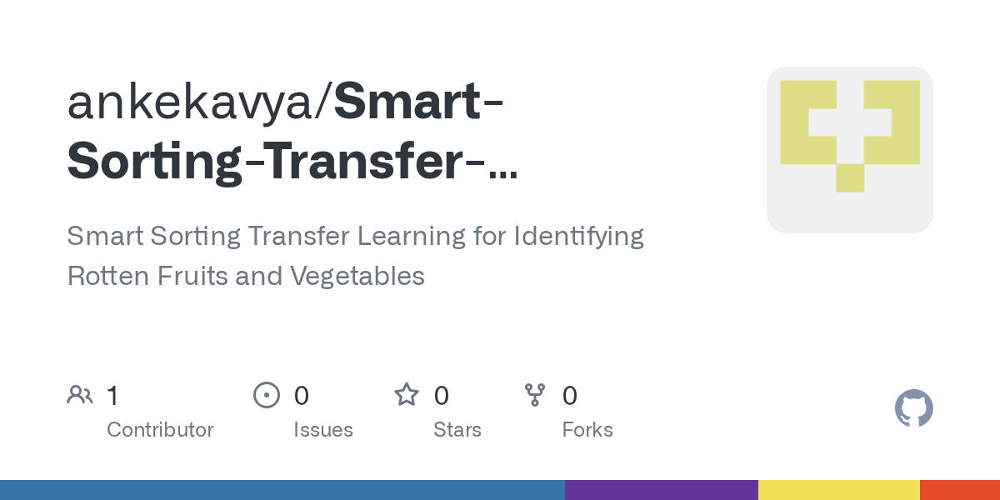 ankekavya/Smart-
Sorting-Transfer-...
Smart Sorting Transfer Learning for Identifying
Rotten Fruits and Vegetables
1 0 0 0
Contributor Issues Stars Forks